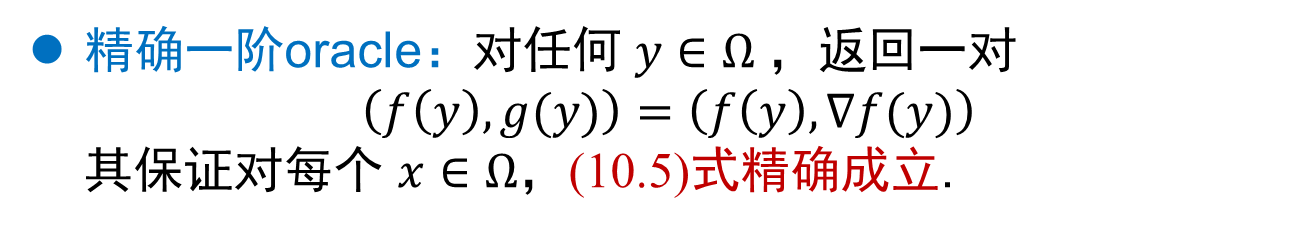 ● 精确一阶oracle：对任何 𝑦 ∈ Ω ，返回一对
(𝑓(𝑦), 𝑔(𝑦)) = (𝑓(𝑦), ∇𝑓(𝑦))
其保证对每个 𝑥 ∈ Ω，(10.5)式精确成立.